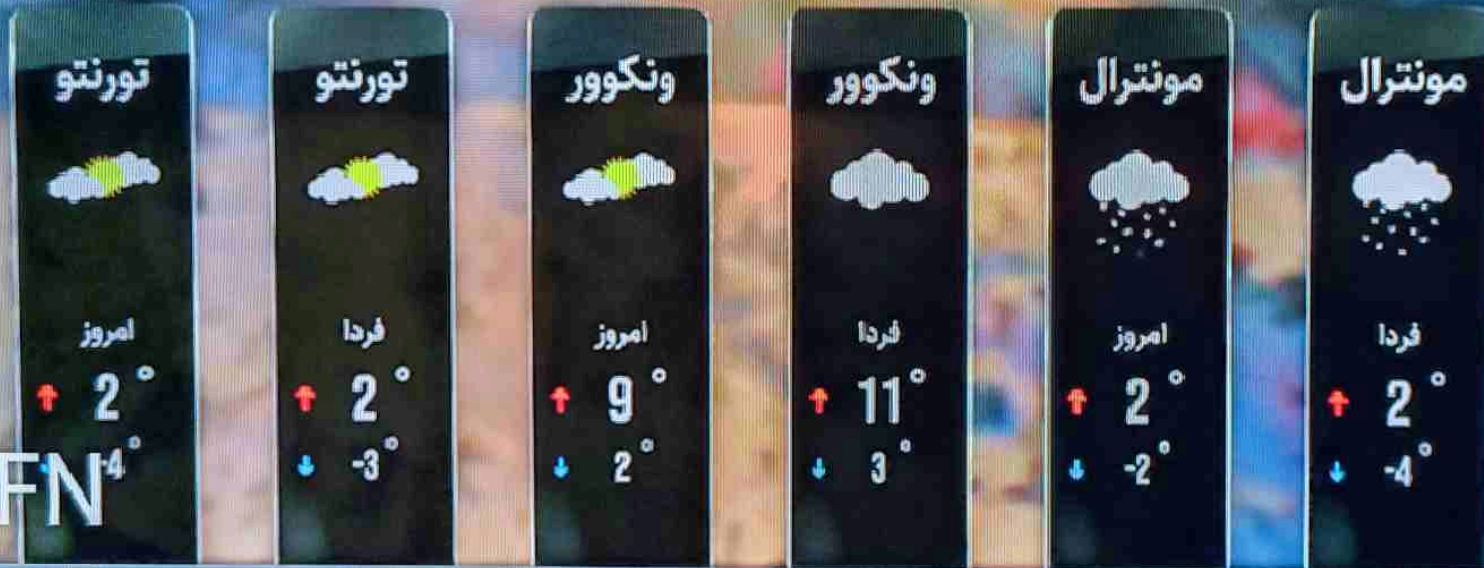 تورنتو
امروز
2°
-4°
تورنتو
فردا
2°
-3°
ونکوور
امروز
9°
2°
ونکوور
فردا
11°
3°
مونترال
امروز
2°
-2°
مونترال
فردا
2°
-4°
FN